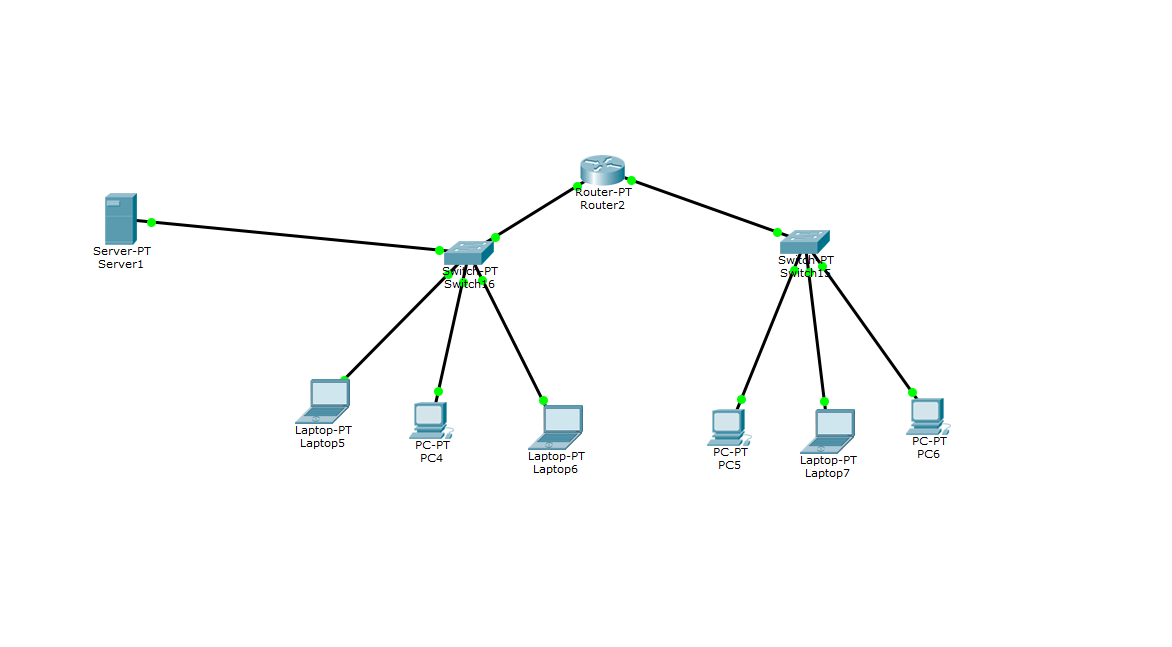 Router-PT
Router2
Server-PT
Server1
Switch-PT
Switch16
Switch-PT
Switch15
Laptop-PT
Laptop5
PC-PT
PC4
Laptop-PT
Laptop6
PC-PT
PC5
Laptop-PT
Laptop7
PC-PT
PC6